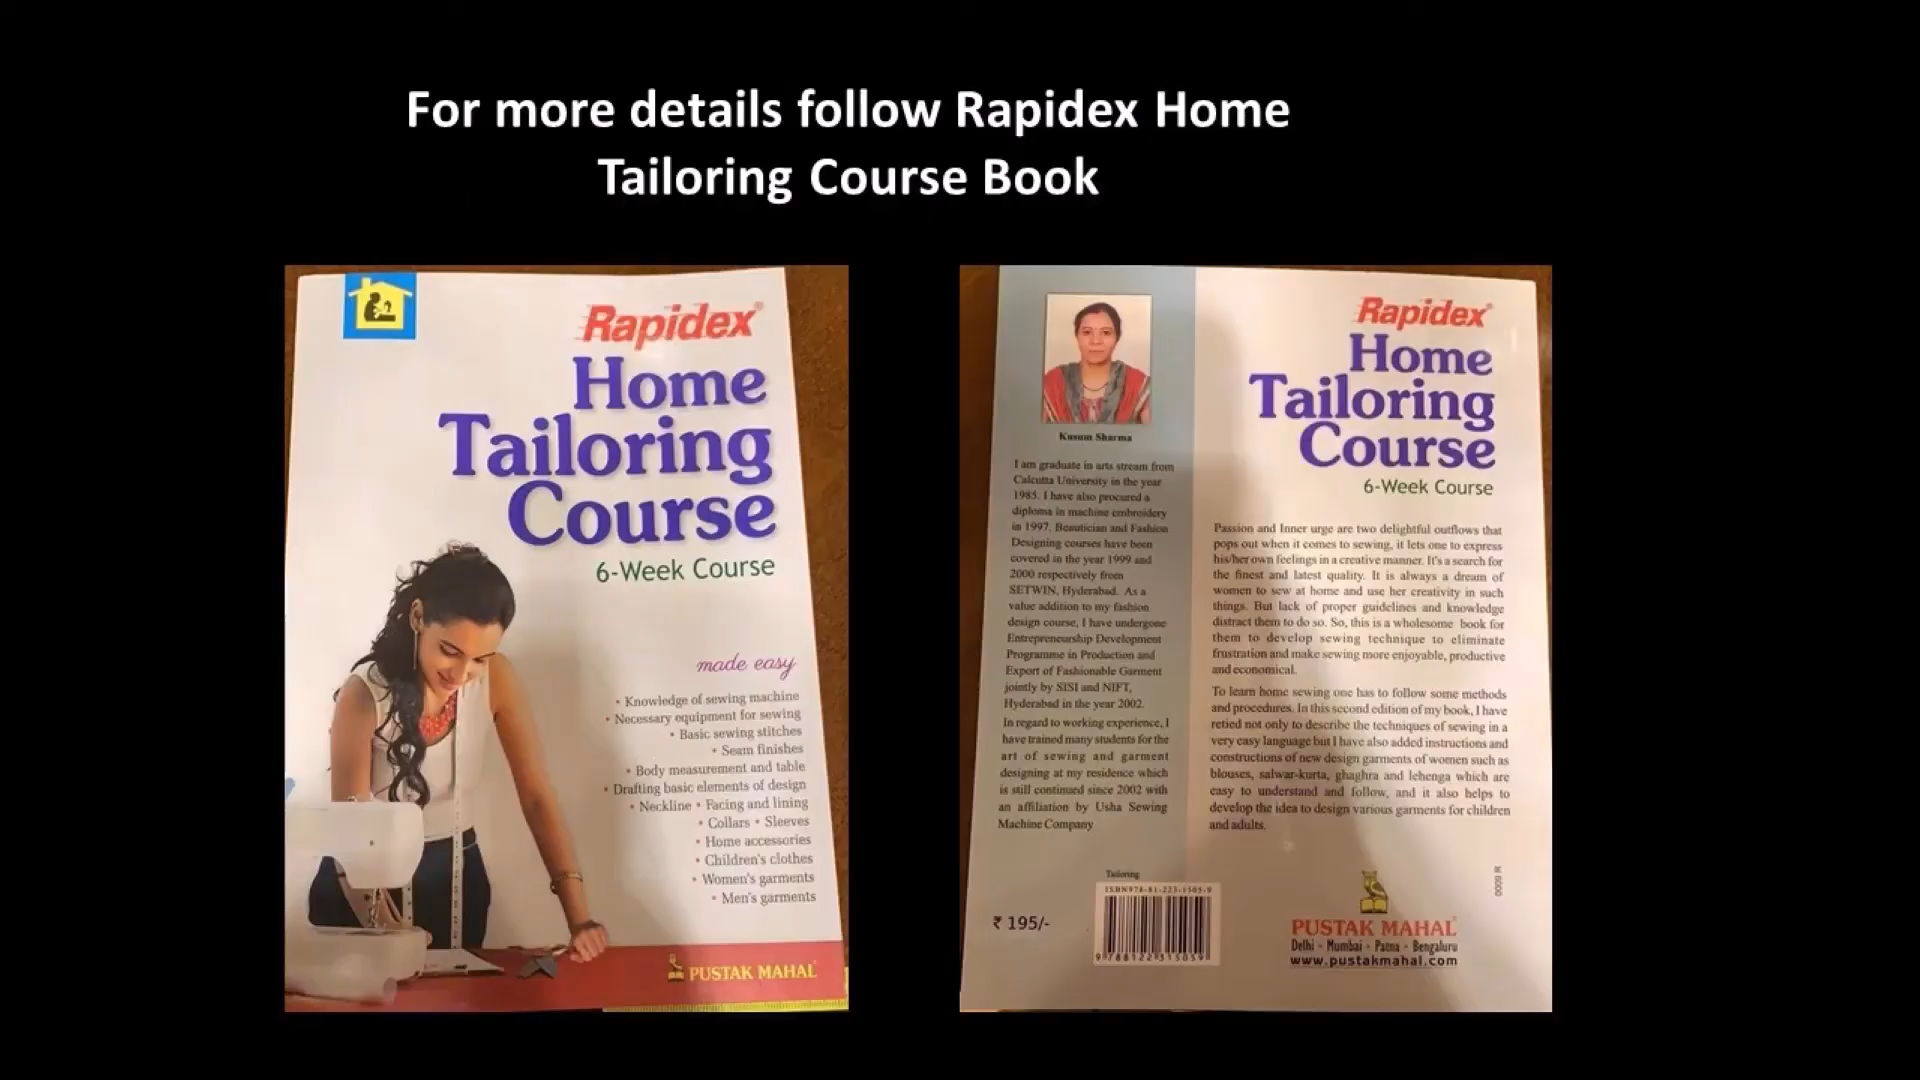 For more details follow Rapidex Home
Tailoring Course Book
Rapidex®
Home
Tailoring
Course
6-Week Course
made easy
• Knowledge of sewing machine
• Necessary equipment for sewing
• Basic sewing stitches
• Seam finishes
• Body measurement and table
• Drafting basic elements of design
• Neckline • Facing and lining
• Collars • Sleeves
• Home accessories
• Children's clothes
• Women's garments
• Men's garments
PUSTAK MAHAL
Kusum Sharma
I am graduate in arts stream from
Calcutta University in the year
1985. I have also procured a
diploma in machine embroidery
in 1997. Beautician and Fashion
Designing courses have been
covered in the year 1999 and
2000 respectively from
SETWIN, Hyderabad. As a
value addition to my fashion
design course, I have undergone
Entrepreneurship Development
Programme in Production and
Export of Fashionable Garment
jointly by SISI and NIFT,
Hyderabad in the year 2002.
In regard to working experience, I
have trained many students for the
art of sewing and garment
designing at my residence which
is still continued since 2002 with
an affiliation by Usha Sewing
Machine Company
Tailoring
ISBN 978-81-223-1505-9
₹ 195/-
9 788122 315059
Rapidex®
Home
Tailoring
Course
6-Week Course
Passion and Inner urge are two delightful outflows that
pops out when it comes to sewing, it lets one to express
his/her own feelings in a creative manner. It's a search for
the finest and latest quality. It is always a dream of
women to sew at home and use her creativity in such
things. But lack of proper guidelines and knowledge
distract them to do so. So, this is a wholesome book for
them to develop sewing technique to eliminate
frustration and make sewing more enjoyable, productive
and economical.
To learn home sewing one has to follow some methods
and procedures. In this second edition of my book, I have
retied not only to describe the techniques of sewing in a
very easy language but I have also added instructions and
constructions of new design garments of women such as
blouses, salwar-kurta, ghaghra and lehenga which are
easy to understand and follow, and it also helps to
develop the idea to design various garments for children
and adults.
PUSTAK MAHAL
Delhi • Mumbai • Patna • Bengaluru
www.pustakmahal.com